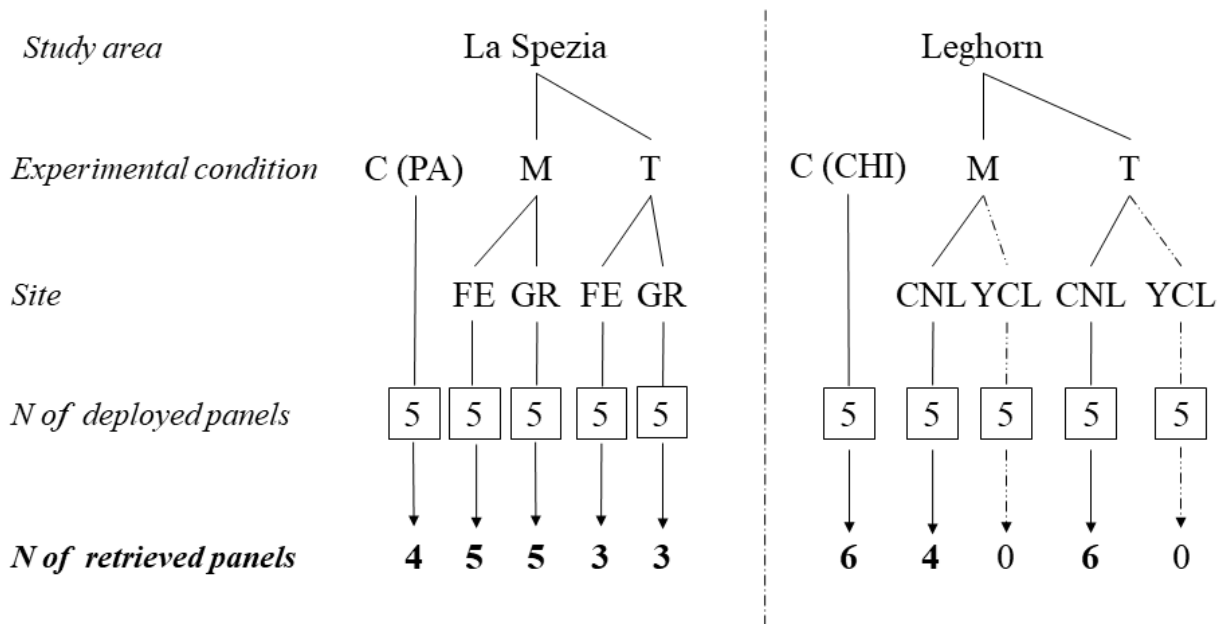 Study area La Spezia Leghorn
Experimental condition C (PA) M T C (CHI) M T
Site FE GR FE GR CNL YCL CNL YCL
N of deployed panels 5 5 5 5 5 5 5 5 5 5
N of retrieved panels 4 5 5 3 3 6 4 0 6 0